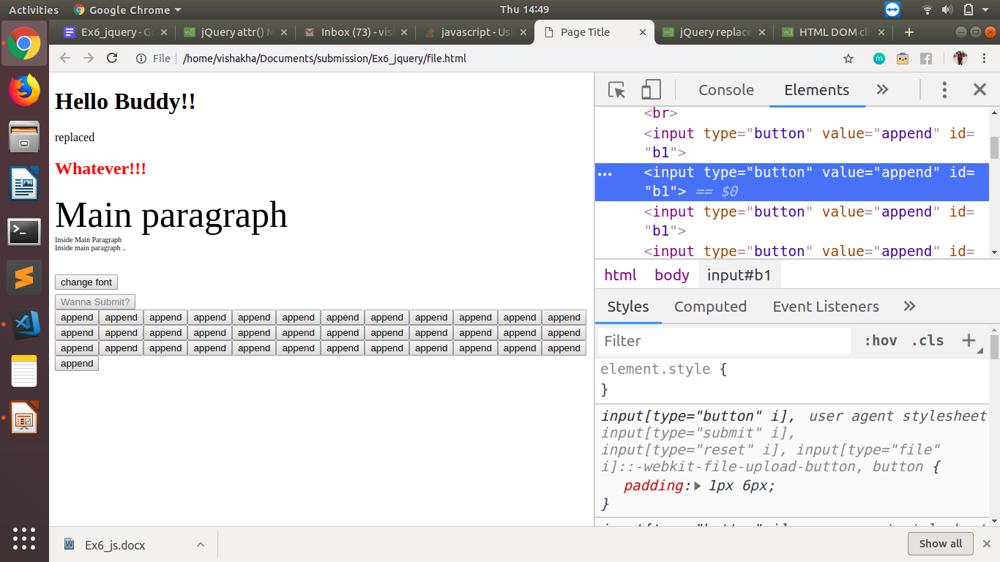 Activities Google Chrome Thu 14:49
Ex6_jquery - Go jQuery attr() M Inbox (73) - vis javascript - Usi Page Title jQuery replace HTML DOM cli
File /home/vishakha/Documents/submission/Ex6_jquery/file.html
Hello Buddy!!
replaced
Whatever!!!
Main paragraph
Inside Main Paragraph
Inside main paragraph ..
change font
Wanna Submit?
append append append append append append append append append append append append
append append append append append append append append append append append append
append append append append append append append append append append append append
append
Console Elements
<br>
<input type="button" value="append" id=
"b1">
<input type="button" value="append" id=
"b1"> == $0
<input type="button" value="append" id=
"b1">
<input type="button" value="append" id=
html body input#b1
Styles Computed Event Listeners
Filter :hov .cls
element.style {
}
input[type="button" i], user agent stylesheet
input[type="submit" i],
input[type="reset" i], input[type="file"
i]::-webkit-file-upload-button, button {
padding: 1px 6px;
}
Ex6_js.docx Show all